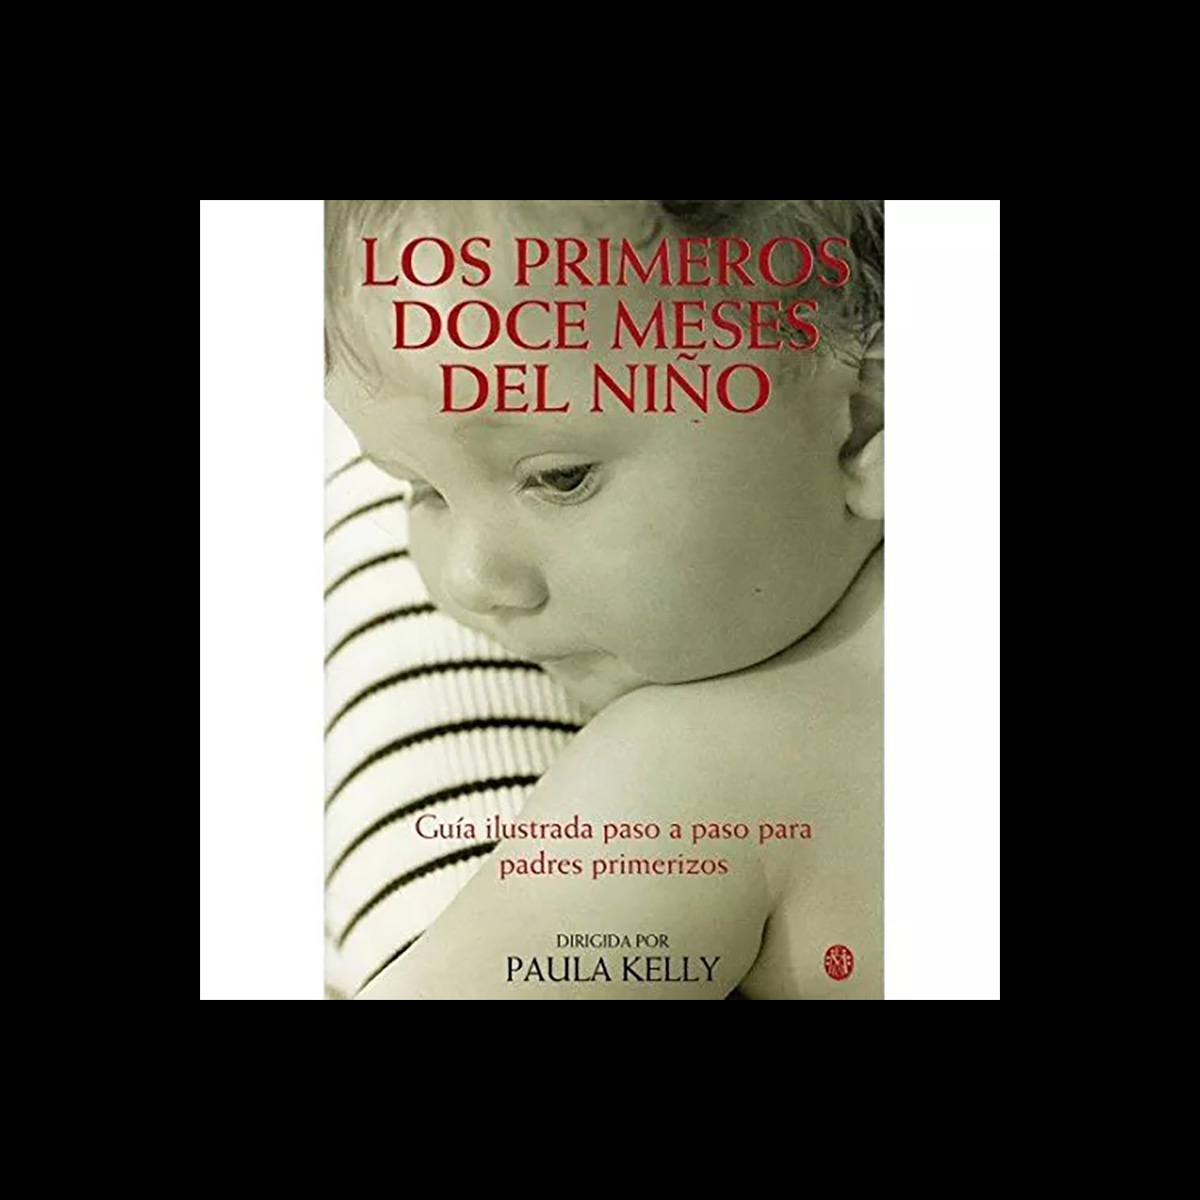 LOS PRIMEROS
DOCE MESES
DEL NIÑO
Guía ilustrada paso a paso para
padres primerizos
DIRIGIDA POR
PAULA KELLY